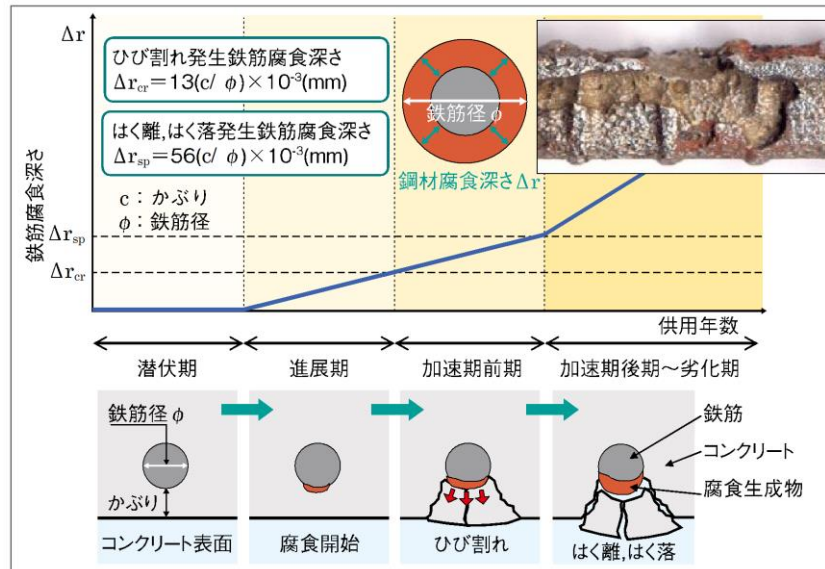 Δr
ひび割れ発生鉄筋腐食深さ
Δrcr＝13(c/ φ)×10-3(mm)
はく離,はく落発生鉄筋腐食深さ
Δrsp＝56(c/ φ)×10-3(mm)
c：かぶり
φ：鉄筋径
鉄筋径φ
鋼材腐食深さΔr
鉄筋腐食深さ
Δrsp
Δrcr
供用年数
潜伏期
進展期
加速期前期
加速期後期～劣化期
鉄筋径φ
かぶり
コンクリート表面
腐食開始
ひび割れ
はく離,はく落
鉄筋
コンクリート
腐食生成物